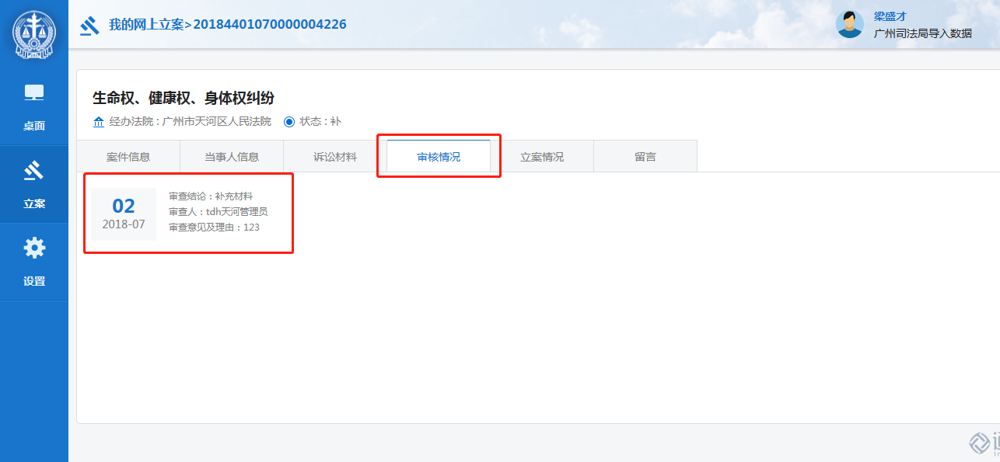 我的网上立案>20184401070000004226
梁盛才
广州司法局导入数据
桌面
立案
设置
生命权、健康权、身体权纠纷
经办法院 : 广州市天河区人民法院 状态 : 补
案件信息 当事人信息 诉讼材料 审核情况 立案情况 留言
02
2018-07
审查结论：补充材料
审查人：tdh天河管理员
审查意见及理由：123